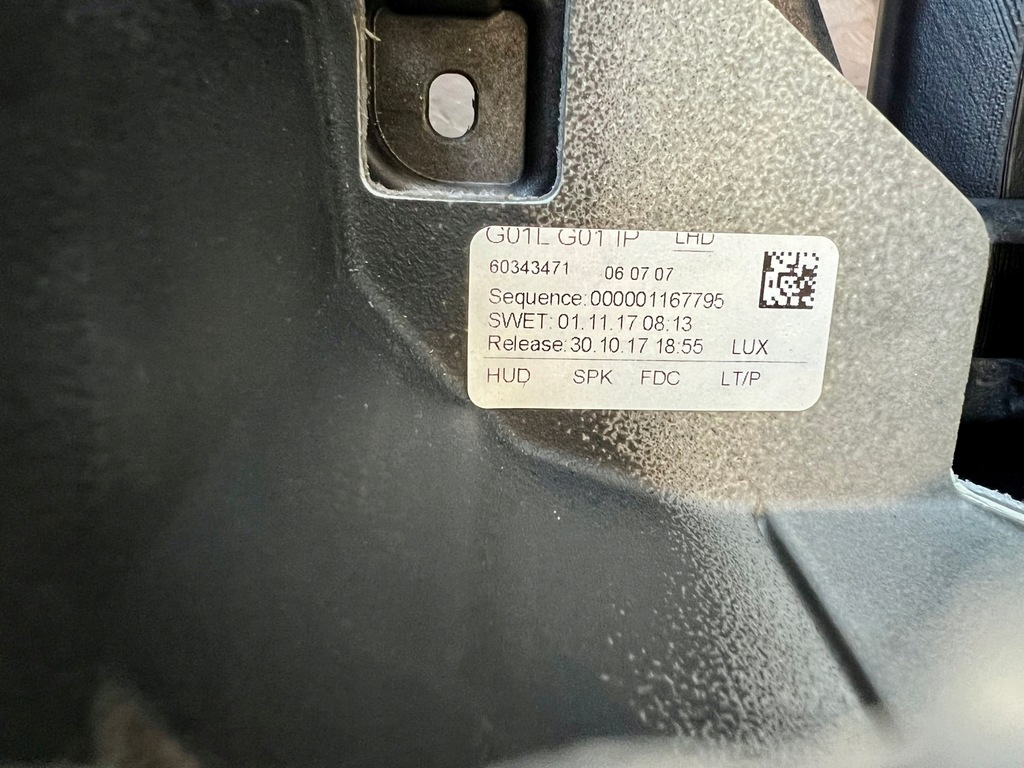 G01L G01 IP LHD
60343471 06 07 07
Sequence:000001167795
SWET: 01.11.17 08:13
Release:30.10.17 18:55 LUX
HUD SPK FDC LT/P